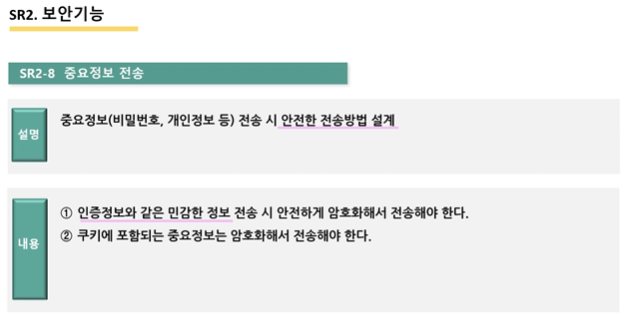 SR2. 보안기능
SR2-8 중요정보 전송
설명
중요정보(비밀번호, 개인정보 등) 전송 시 안전한 전송방법 설계
내용
① 인증정보와 같은 민감한 정보 전송 시 안전하게 암호화해서 전송해야 한다.
② 쿠키에 포함되는 중요정보는 암호화해서 전송해야 한다.